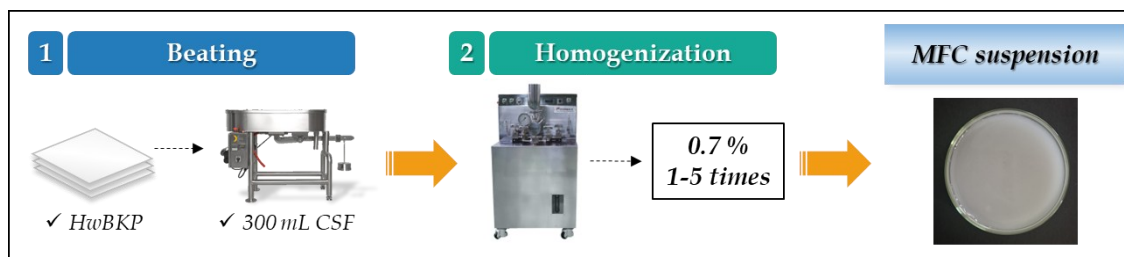 1 Beating
2 Homogenization
MFC suspension
0.7 %
1-5 times
✓ HwBKP
✓ 300 mL CSF